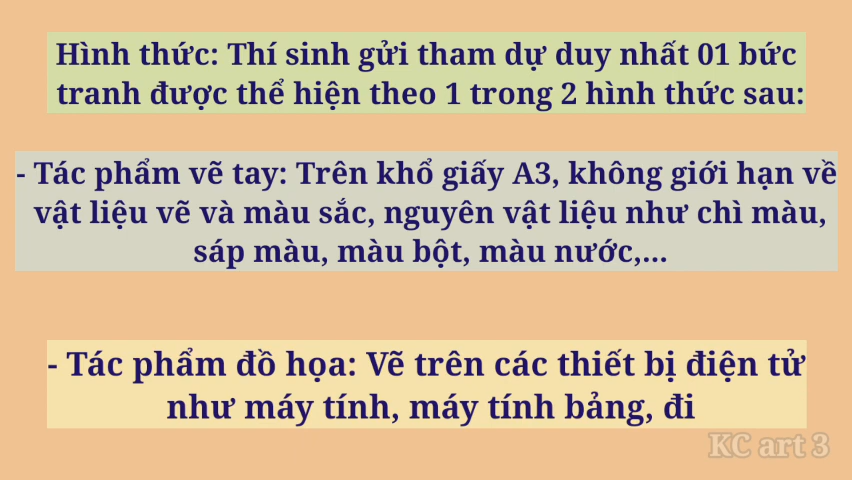 Hình thức: Thí sinh gửi tham dự duy nhất 01 bức
tranh được thể hiện theo 1 trong 2 hình thức sau:
- Tác phẩm vẽ tay: Trên khổ giấy A3, không giới hạn về
vật liệu vẽ và màu sắc, nguyên vật liệu như chì màu,
sáp màu, màu bột, màu nước,...
- Tác phẩm đồ họa: Vẽ trên các thiết bị điện tử
như máy tính, máy tính bảng, đi
KC art 3